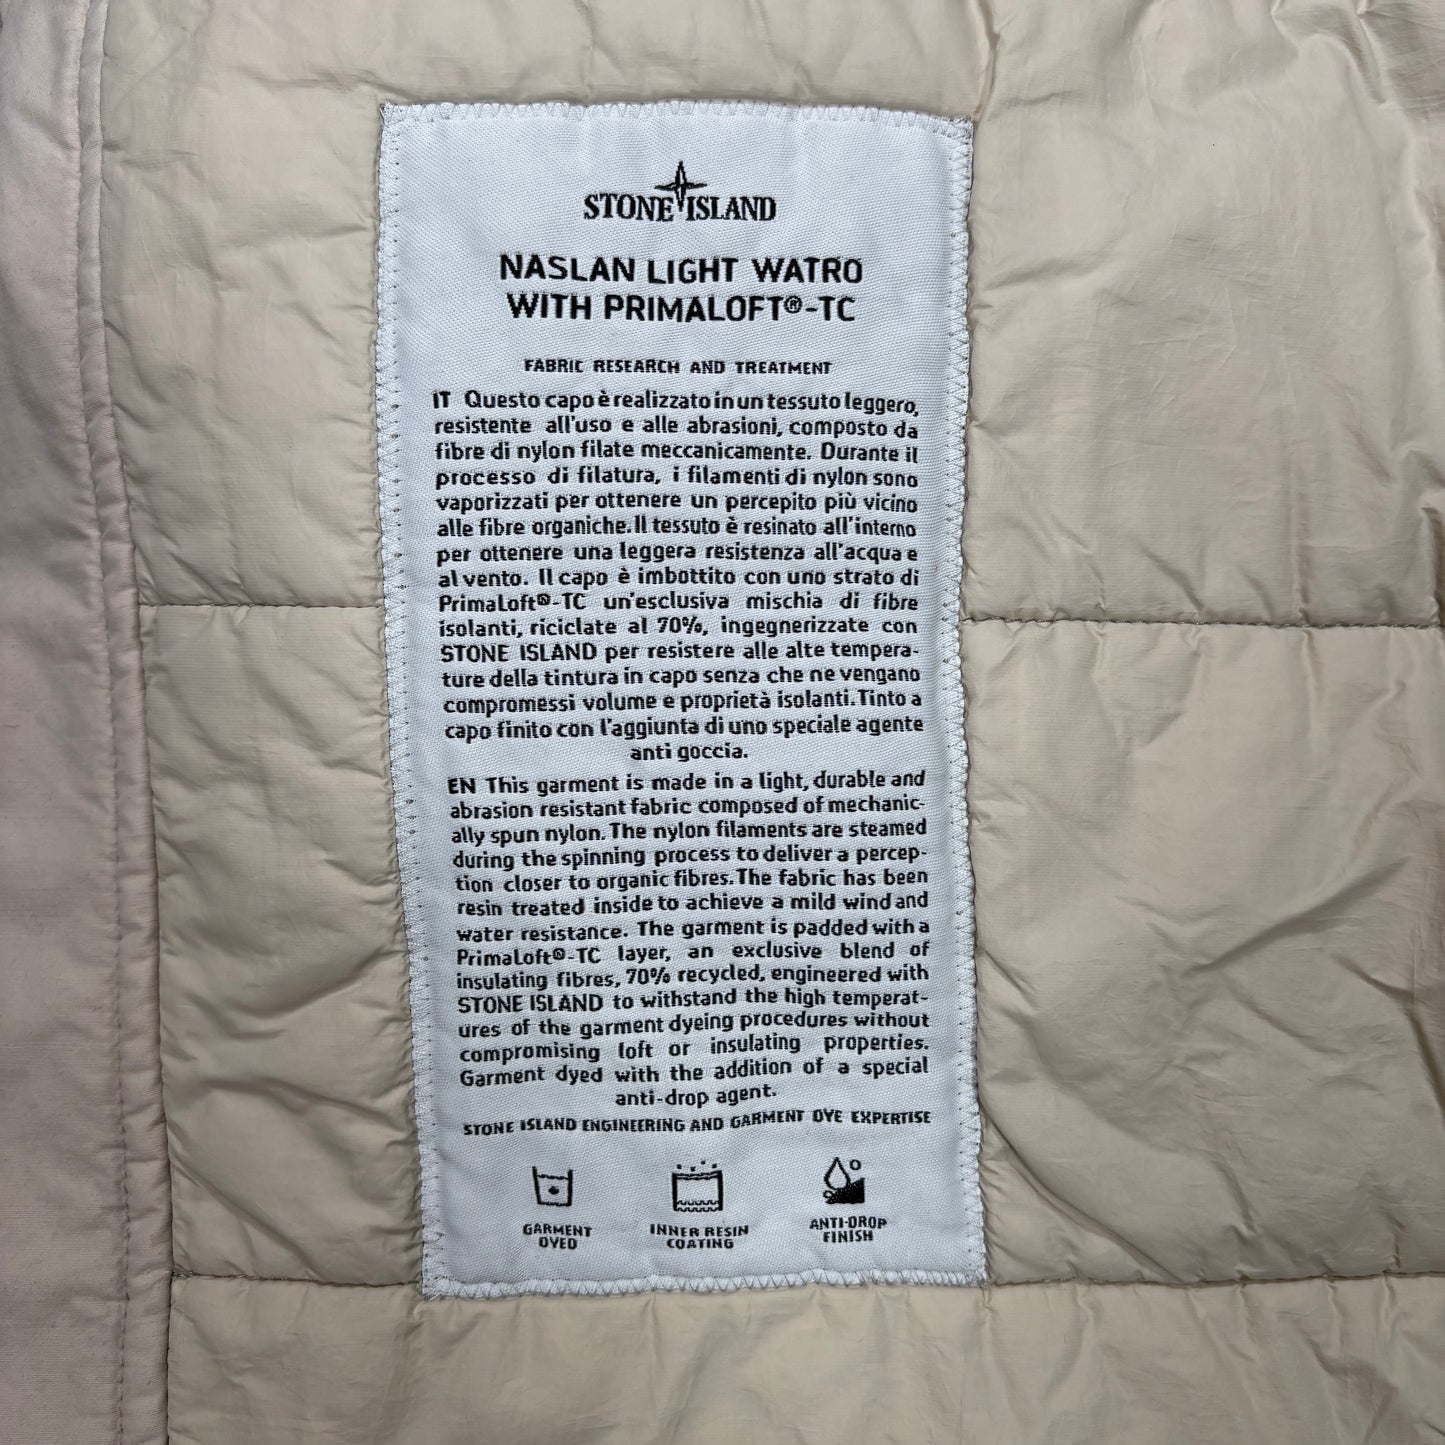 STONE ISLAND
NASLAN LIGHT WATRO
WITH PRIMALOFT®-TC
FABRIC RESEARCH AND TREATMENT
IT Questo capo è realizzato in un tessuto leggero,
resistente all'uso e alle abrasioni, composto da
fibre di nylon filate meccanicamente. Durante il
processo di filatura, i filamenti di nylon sono
vaporizzati per ottenere un percepito più vicino
alle fibre organiche. Il tessuto è resinato all'interno
per ottenere una leggera resistenza all'acqua e
al vento. Il capo è imbottito con uno strato di
PrimaLoft®-TC un'esclusiva mischia di fibre
isolanti, riciclate al 70%, ingegnerizzate con
STONE ISLAND per resistere alle alte tempera-
ture della tintura in capo senza che ne vengano
compromessi volume e proprietà isolanti. Tinto a
capo finito con l'aggiunta di uno speciale agente
anti goccia.
EN This garment is made in a light, durable and
abrasion resistant fabric composed of mechanic-
ally spun nylon. The nylon filaments are steamed
during the spinning process to deliver a percep-
tion closer to organic fibres. The fabric has been
resin treated inside to achieve a mild wind and
water resistance. The garment is padded with a
PrimaLoft®-TC layer, an exclusive blend of
insulating fibres, 70% recycled, engineered with
STONE ISLAND to withstand the high temperat-
ures of the garment dyeing procedures without
compromising loft or insulating properties.
Garment dyed with the addition of a special
anti-drop agent.
STONE ISLAND ENGINEERING AND GARMENT DYE EXPERTISE
GARMENT
DYED
INNER RESIN
COATING
ANTI-DROP
FINISH